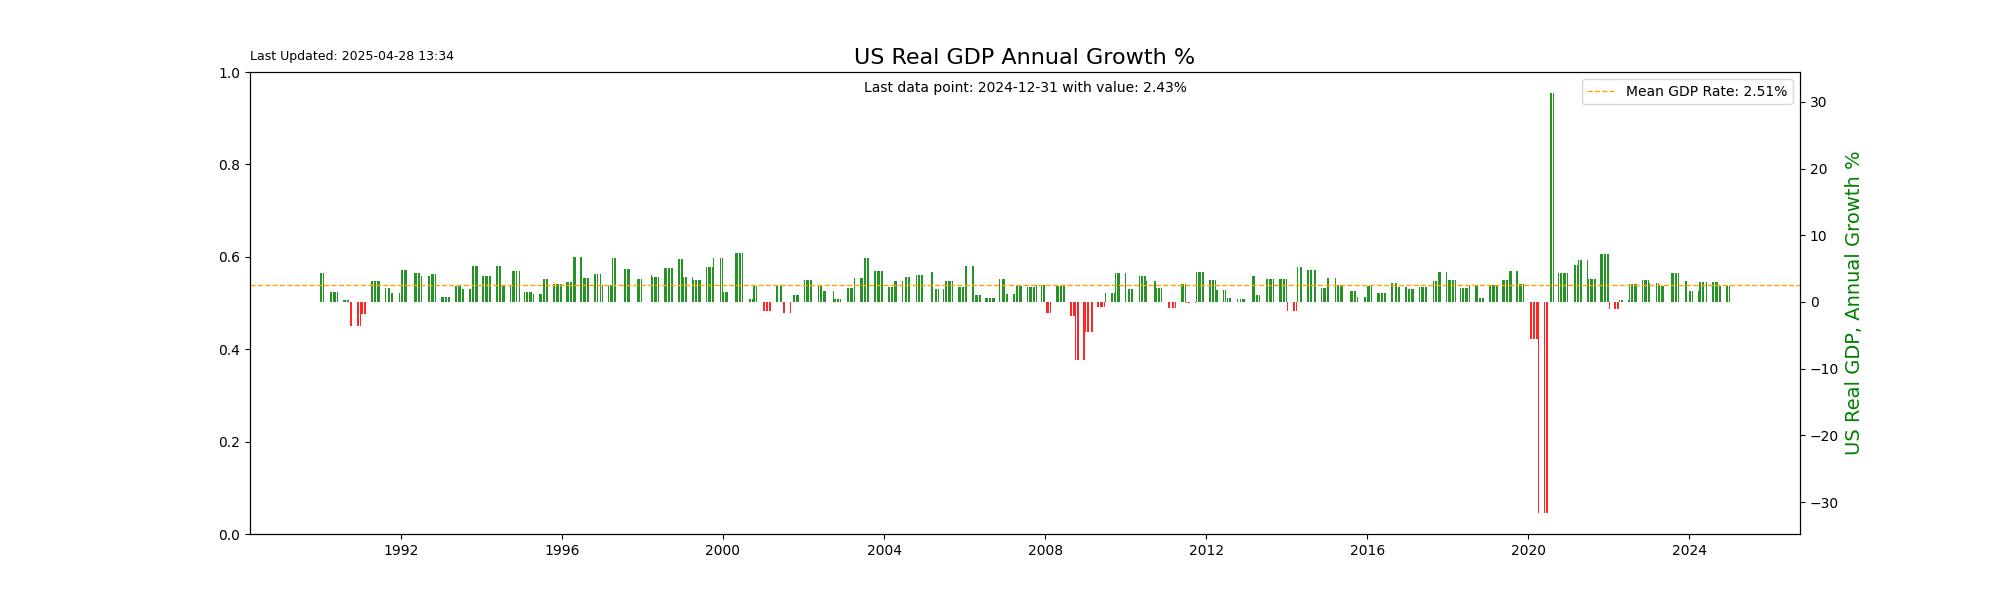 Last Updated: 2025-04-28 13:34
US Real GDP Annual Growth %
Last data point: 2024-12-31 with value: 2.43%
Mean GDP Rate: 2.51%
1.0
0.8
0.6
0.4
0.2
0.0
30
20
10
0
−10
−20
−30
US Real GDP, Annual Growth %
1992 1996 2000 2004 2008 2012 2016 2020 2024